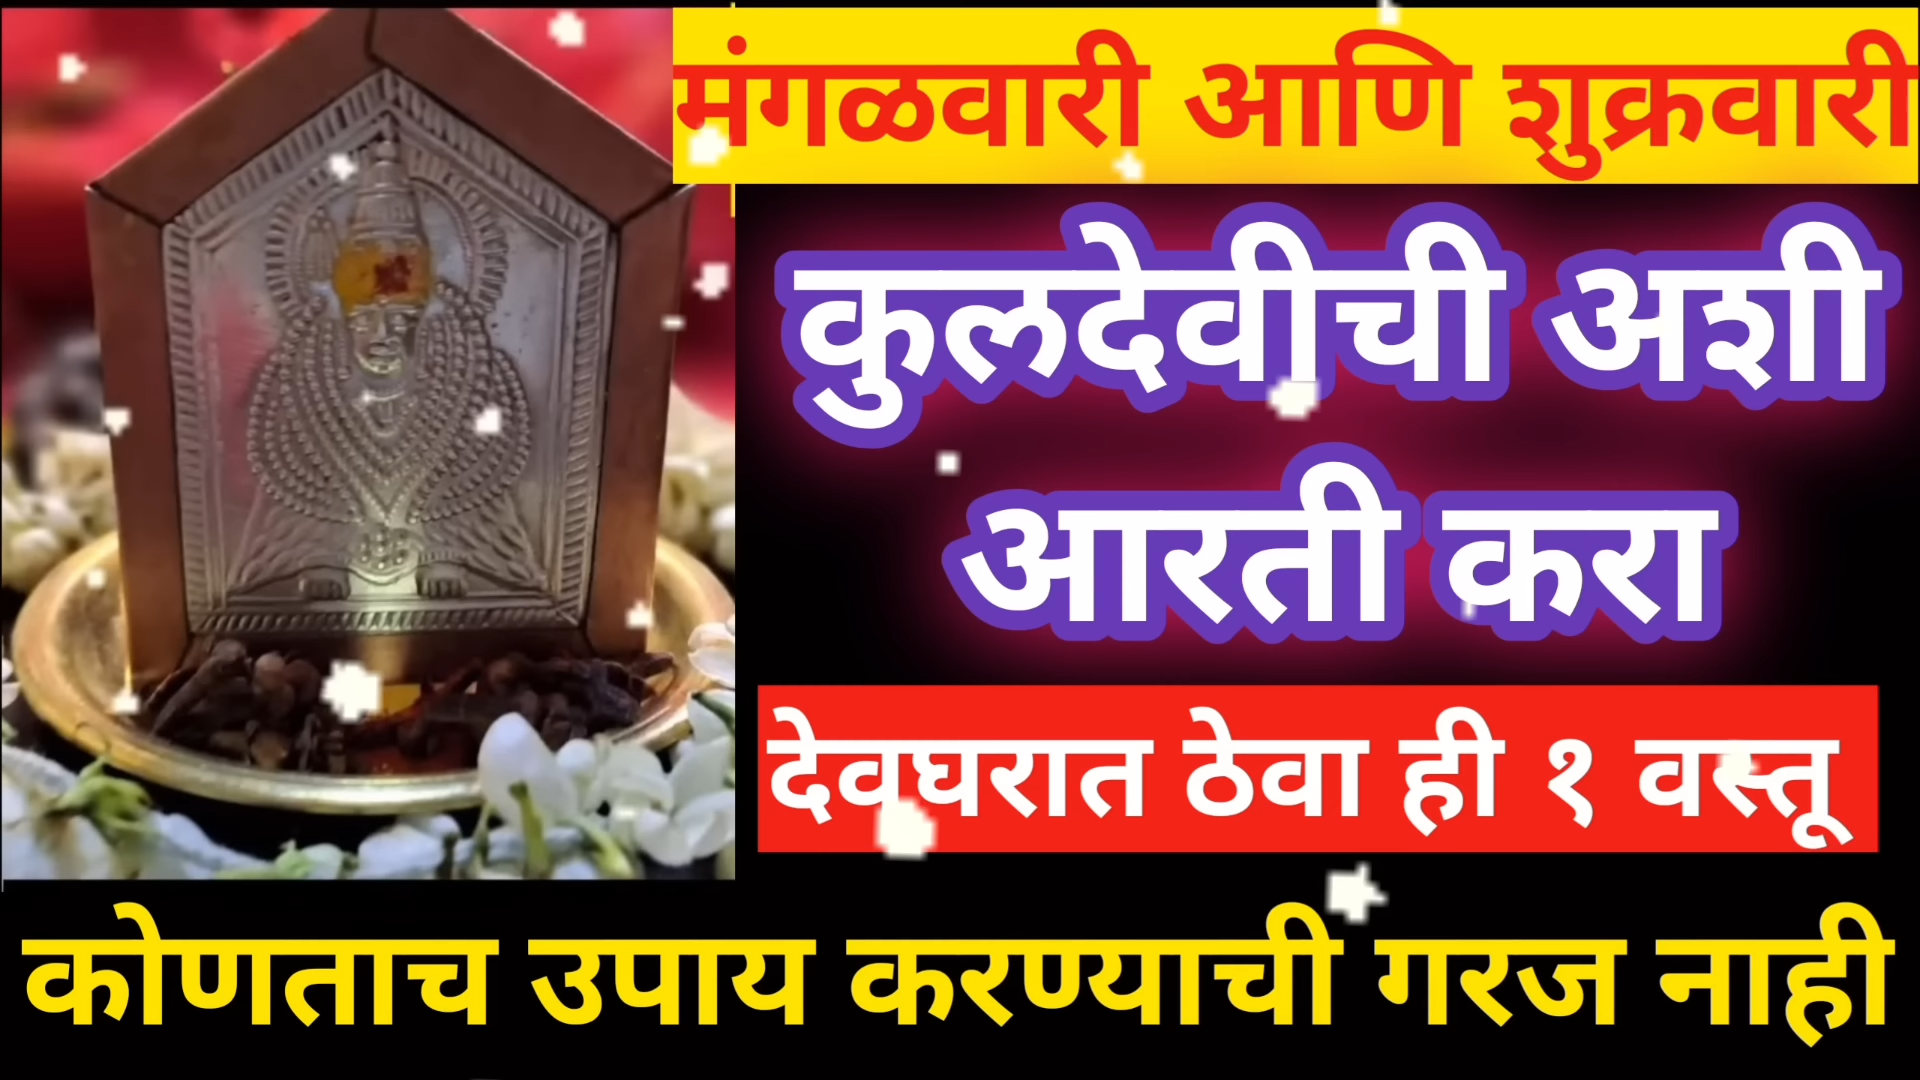 मंगळवारी आणि शुक्रवारी
कुलदेवीची अशी
आरती करा
देवघरात ठेवा ही १ वस्तू
कोणताच उपाय करण्याची गरज नाही